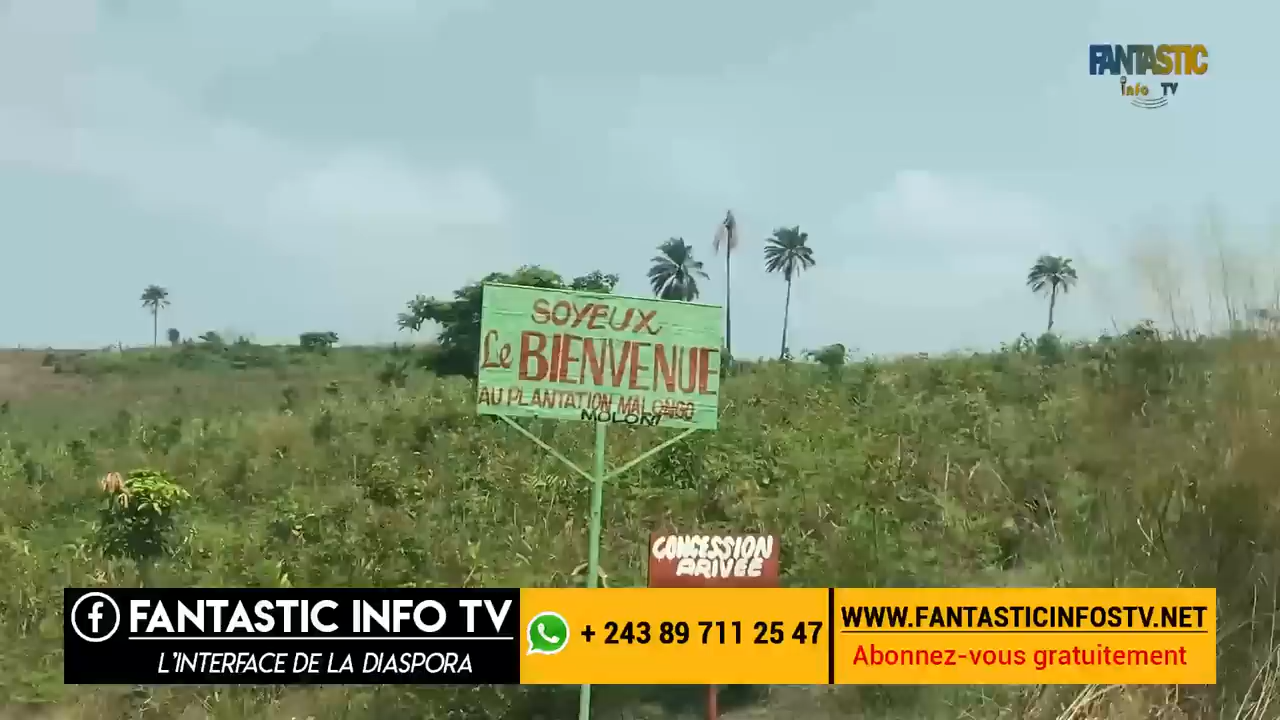 FANTASTIC
info TV
SOYEUX
Le BIENVENUE
AU PLANTATION MALONGO
MOLONI
CONCESSION
PRIVEE
f FANTASTIC INFO TV
L'INTERFACE DE LA DIASPORA
+ 243 89 711 25 47
WWW.FANTASTICINFOSTV.NET
Abonnez-vous gratuitement